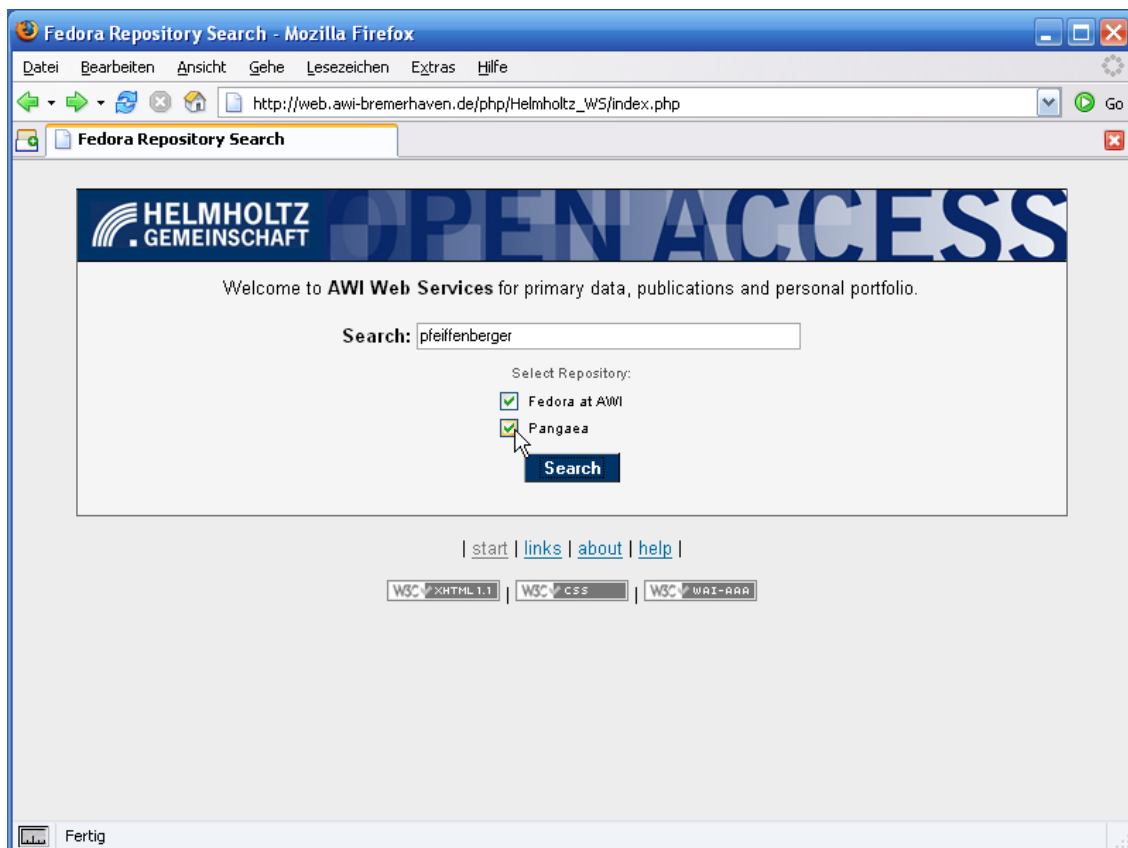 Fedora Repository Search - Mozilla Firefox
Datei Bearbeiten Ansicht Gehe Lesezeichen Extras Hilfe
http://web.awi-bremerhaven.de/php/Helmholtz_WS/index.php Go
Fedora Repository Search
HELMHOLTZ
GEMEINSCHAFT
OPEN ACCESS
Welcome to AWI Web Services for primary data, publications and personal portfolio.
Search: pfeiffenberger
Select Repository:
Fedora at AWI
Pangaea
Search
| start | links | about | help |
W3C XHTML 1.1 | W3C CSS | W3C WAI-AAA
Fertig